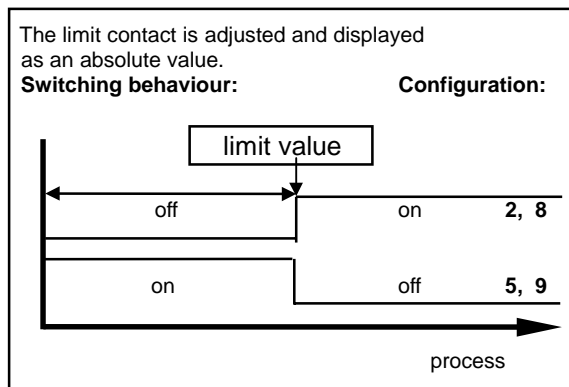 The limit contact is adjusted and displayed
as an absolute value.
Switching behaviour: Configuration:
limit value
off on 2, 8
on off 5, 9
process